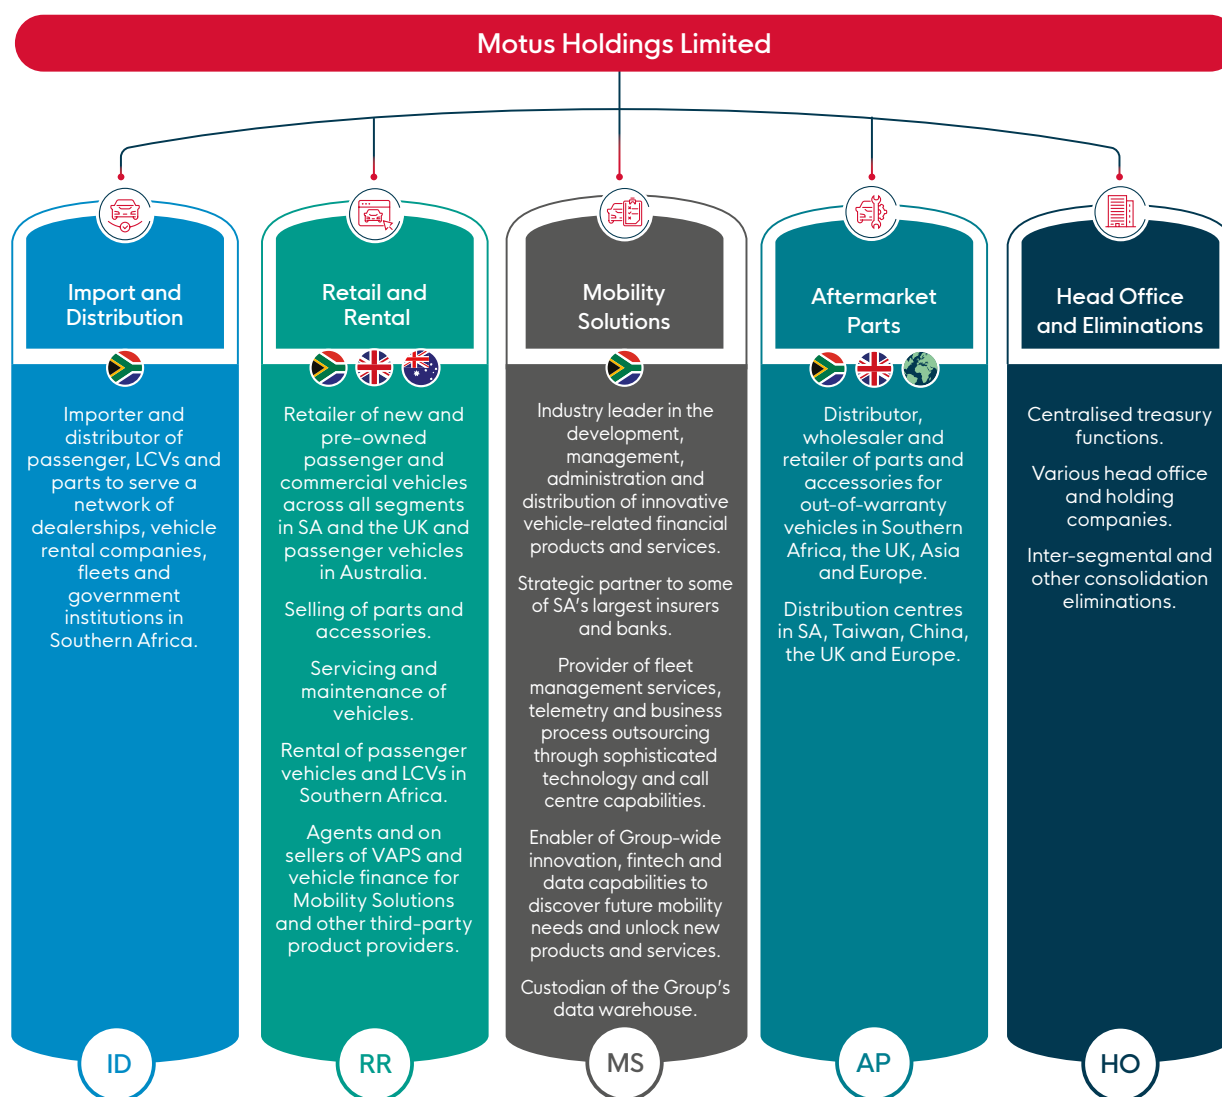 Motus Holdings Limited
Import and
Distribution
Importer and
distributor of
passenger, LCVs and
parts to serve a
network of
dealerships, vehicle
rental companies,
fleets and
government
institutions in
Southern Africa.
ID
Retail and
Rental
Retailer of new and
pre-owned
passenger and
commercial vehicles
across all segments
in SA and the UK and
passenger vehicles
in Australia.
Selling of parts and
accessories.
Servicing and
maintenance of
vehicles.
Rental of passenger
vehicles and LCVs in
Southern Africa.
Agents and on
sellers of VAPS and
vehicle finance for
Mobility Solutions
and other third-party
product providers.
RR
Mobility
Solutions
Industry leader in the
development,
management,
administration and
distribution of innovative
vehicle-related financial
products and services.
Strategic partner to some
of SA's largest insurers
and banks.
Provider of fleet
management services,
telemetry and business
process outsourcing
through sophisticated
technology and call
centre capabilities.
Enabler of Group-wide
innovation, fintech and
data capabilities to
discover future mobility
needs and unlock new
products and services.
Custodian of the Group's
data warehouse.
MS
Aftermarket
Parts
Distributor,
wholesaler and
retailer of parts and
accessories for
out-of-warranty
vehicles in Southern
Africa, the UK, Asia
and Europe.
Distribution centres
in SA, Taiwan, China,
the UK and Europe.
AP
Head Office
and Eliminations
Centralised treasury
functions.
Various head office
and holding
companies.
Inter-segmental and
other consolidation
eliminations.
HO